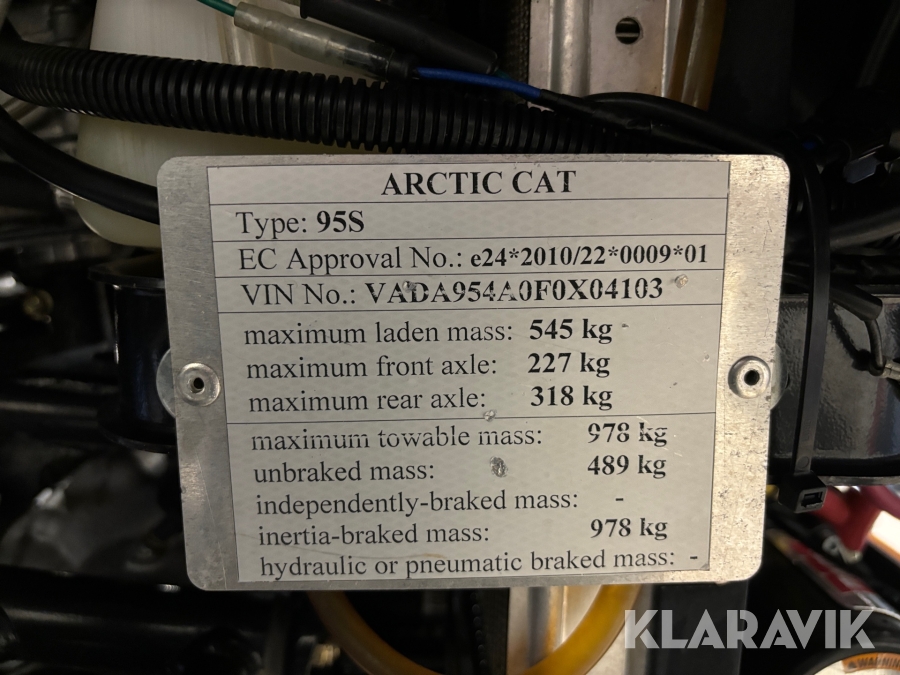 ARCTIC CAT
Type: 95S
EC Approval No.: e24*2010/22*0009*01
VIN No.: VADA954A0F0X04103
maximum laden mass: 545 kg
maximum front axle: 227 kg
maximum rear axle: 318 kg
maximum towable mass: 978 kg
unbraked mass: 489 kg
independently-braked mass: -
inertia-braked mass: 978 kg
hydraulic or pneumatic braked mass: -
KLARAVIK
WARNING